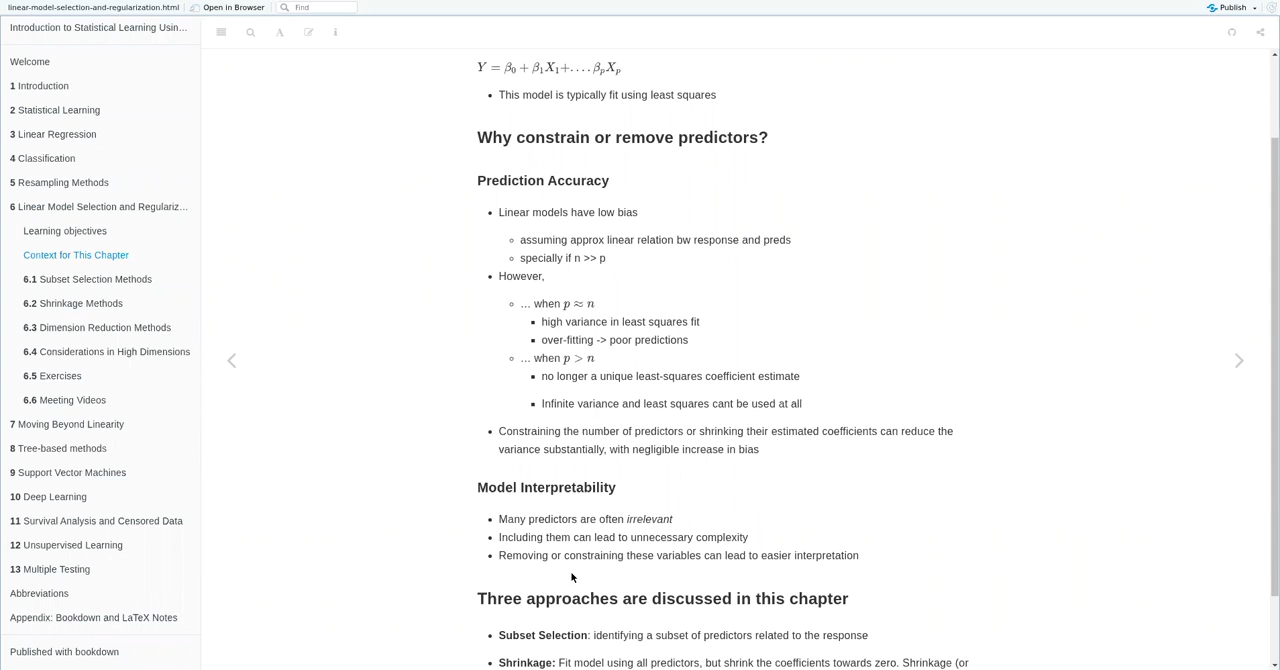 linear-model-selection-and-regularization.html
Open in Browser
Find
Publish
Introduction to Statistical Learning Usin...
Welcome
1 Introduction
2 Statistical Learning
3 Linear Regression
4 Classification
5 Resampling Methods
6 Linear Model Selection and Regulariz...
Learning objectives
Context for This Chapter
6.1 Subset Selection Methods
6.2 Shrinkage Methods
6.3 Dimension Reduction Methods
6.4 Considerations in High Dimensions
6.5 Exercises
6.6 Meeting Videos
7 Moving Beyond Linearity
8 Tree-based methods
9 Support Vector Machines
10 Deep Learning
11 Survival Analysis and Censored Data
12 Unsupervised Learning
13 Multiple Testing
Abbreviations
Appendix: Bookdown and LaTeX Notes
Published with bookdown
Y = β0 + β1X1+....βpXp
• This model is typically fit using least squares
Why constrain or remove predictors?
Prediction Accuracy
• Linear models have low bias
◦ assuming approx linear relation bw response and preds
◦ specially if n >> p
• However,
◦ ... when p ≈ n
▪ high variance in least squares fit
▪ over-fitting -> poor predictions
◦ ... when p > n
▪ no longer a unique least-squares coefficient estimate
▪ Infinite variance and least squares cant be used at all
• Constraining the number of predictors or shrinking their estimated coefficients can reduce the
variance substantially, with negligible increase in bias
Model Interpretability
• Many predictors are often irrelevant
• Including them can lead to unnecessary complexity
• Removing or constraining these variables can lead to easier interpretation
Three approaches are discussed in this chapter
• Subset Selection: identifying a subset of predictors related to the response
• Shrinkage: Fit model using all predictors, but shrink the coefficients towards zero. Shrinkage (or